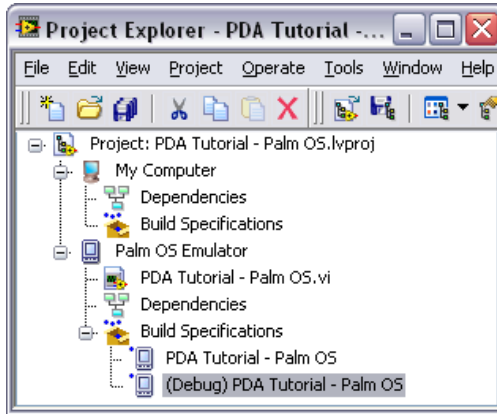 Project Explorer - PDA Tutorial -...
File Edit View Project Operate Tools Window Help
Project: PDA Tutorial - Palm OS.lvproj
My Computer
Dependencies
Build Specifications
Palm OS Emulator
PDA Tutorial - Palm OS.vi
Dependencies
Build Specifications
PDA Tutorial - Palm OS
(Debug) PDA Tutorial - Palm OS